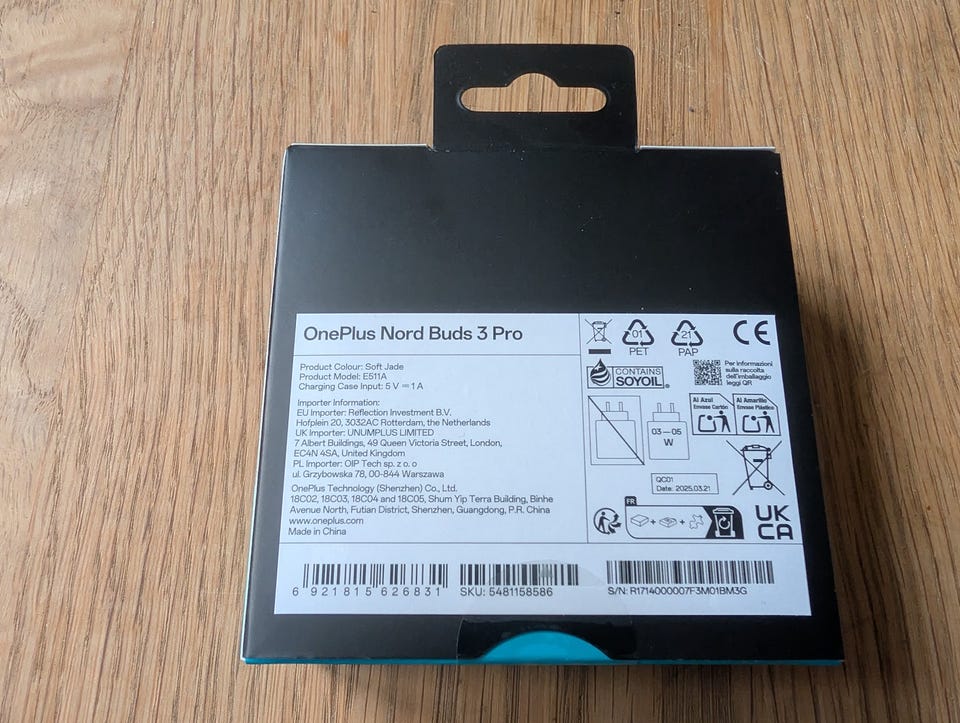 OnePlus Nord Buds 3 Pro
Product Colour: Soft Jade
Product Model: E511A
Charging Case Input: 5 V ⎓ 1 A
Importer Information:
EU Importer: Reflection Investment B.V.
Hofplein 20, 3032AC Rotterdam, the Netherlands
UK Importer: UNUMPLUS LIMITED
7 Albert Buildings, 49 Queen Victoria Street, London,
EC4N 4SA, United Kingdom
PL Importer: OIP Tech sp. z o. o
ul. Grzybowska 78, 00-844 Warszawa
OnePlus Technology (Shenzhen) Co., Ltd.
18C02, 18C03, 18C04 and 18C05, Shum Yip Terra Building, Binhe
Avenue North, Futian District, Shenzhen, Guangdong, P.R. China
www.oneplus.com
Made in China
01
PET
21
PAP
CE
CONTAINS
SOYOIL
Per informazioni
sulla raccolta
dell'imballaggio
leggi QR
Al Azul
Envase Cartón
Al Amarillo
Envase Plástico
03 — 05
W
QC01
Date: 2025.03.21
FR
+ +
UK
CA
6 921815 626831
SKU: 5481158586
S/N: R1714000007F3M01BM3G